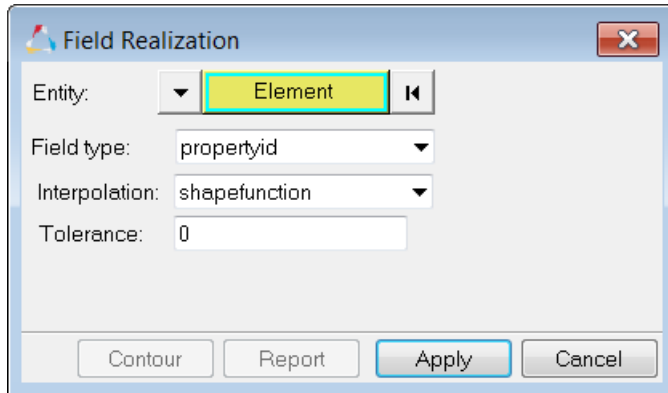 Field Realization
Entity: Element
Field type: propertyid
Interpolation: shapefunction
Tolerance: 0
Contour Report Apply Cancel